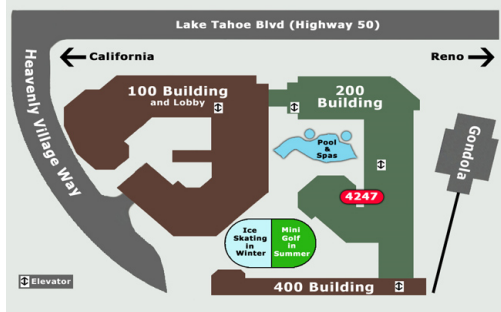 Lake Tahoe Blvd (Highway 50)
California
Reno
Heavenly Village Way
100 Building
and Lobby
200
Building
Pool
&
Spas
Gondola
4247
Ice
Skating
in
Winter
Mini
Golf
in
Summer
Elevator
400 Building